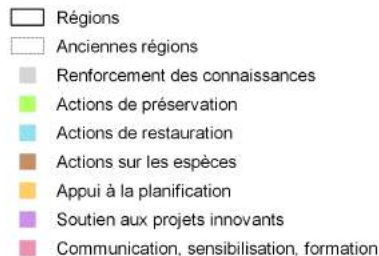 Régions
Anciennes régions
Renforcement des connaissances
Actions de préservation
Actions de restauration
Actions sur les espèces
Appui à la planification
Soutien aux projets innovants
Communication, sensibilisation, formation